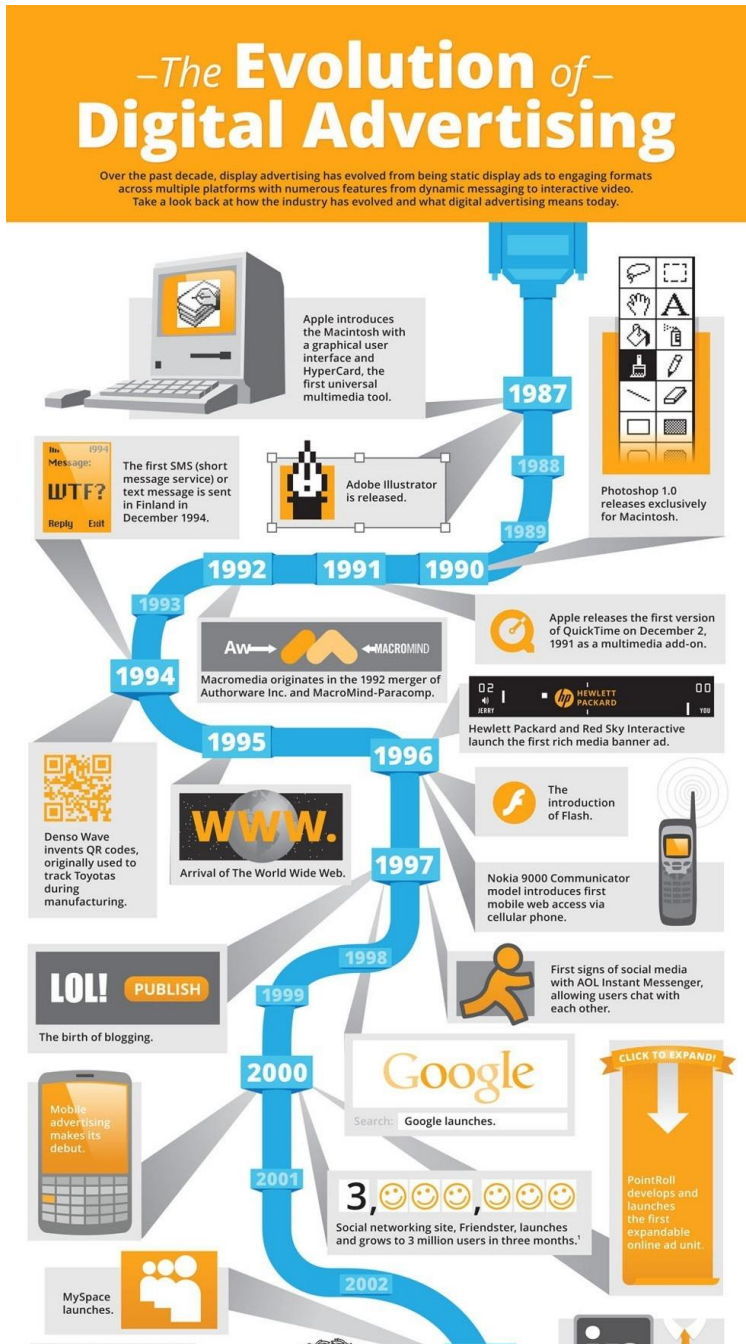 –The Evolution of–
Digital Advertising
Over the past decade, display advertising has evolved from being static display ads to engaging formats
across multiple platforms with numerous features from dynamic messaging to interactive video.
Take a look back at how the industry has evolved and what digital advertising means today.
Apple introduces
the Macintosh with
a graphical user
interface and
HyperCard, the
first universal
multimedia tool.
1987
A
Photoshop 1.0
releases exclusively
for Macintosh.
1994
Message:
WTF?
Reply Exit
The first SMS (short
message service) or
text message is sent
in Finland in
December 1994.
Adobe Illustrator
is released.
1988
1989
1992
1991
1990
1993
Apple releases the first version
of QuickTime on December 2,
1991 as a multimedia add-on.
Aw
MACROMIND
Macromedia originates in the 1992 merger of
Authorware Inc. and MacroMind-Paracomp.
1994
02
JERRY
hp
HEWLETT
PACKARD
00
YOU
Hewlett Packard and Red Sky Interactive
launch the first rich media banner ad.
1995
1996
Denso Wave
invents QR codes,
originally used to
track Toyotas
during
manufacturing.
www.
Arrival of The World Wide Web.
The
introduction
of Flash.
1997
Nokia 9000 Communicator
model introduces first
mobile web access via
cellular phone.
1998
LOL!
PUBLISH
The birth of blogging.
First signs of social media
with AOL Instant Messenger,
allowing users chat with
each other.
1999
2000
Google
Search: Google launches.
CLICK TO EXPAND!
PointRoll
develops and
launches
the first
expandable
online ad unit.
Mobile
advertising
makes its
debut.
2001
3,
Social networking site, Friendster, launches
and grows to 3 million users in three months.¹
2002
MySpace
launches.